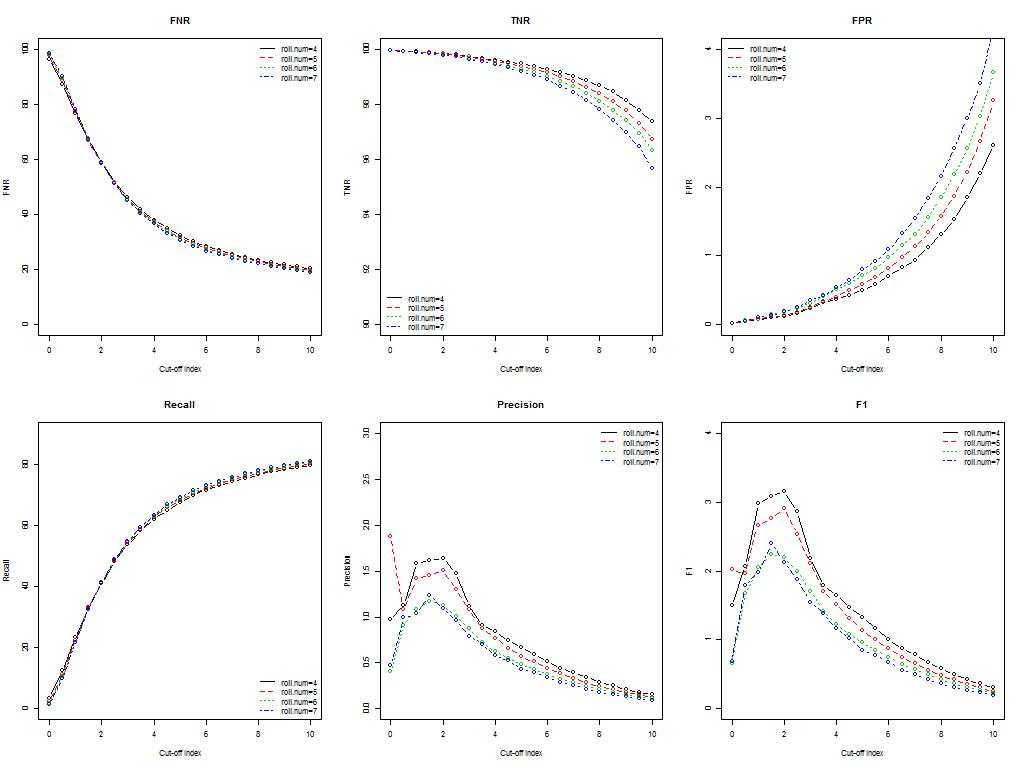 FNR
FNR
100
80
60
40
20
0
roll.num=4
roll.num=5
roll.num=6
roll.num=7
0 2 4 6 8 10
Cut-off Index
TNR
TNR
100
98
96
94
92
90
roll.num=4
roll.num=5
roll.num=6
roll.num=7
0 2 4 6 8 10
Cut-off Index
FPR
FPR
4
3
2
1
0
roll.num=4
roll.num=5
roll.num=6
roll.num=7
0 2 4 6 8 10
Cut-off Index
Recall
Recall
80
60
40
20
0
roll.num=4
roll.num=5
roll.num=6
roll.num=7
0 2 4 6 8 10
Cut-off Index
Precision
Precision
3.0
2.5
2.0
1.5
1.0
0.5
0.0
roll.num=4
roll.num=5
roll.num=6
roll.num=7
0 2 4 6 8 10
Cut-off Index
F1
F1
4
3
2
1
0
roll.num=4
roll.num=5
roll.num=6
roll.num=7
0 2 4 6 8 10
Cut-off Index